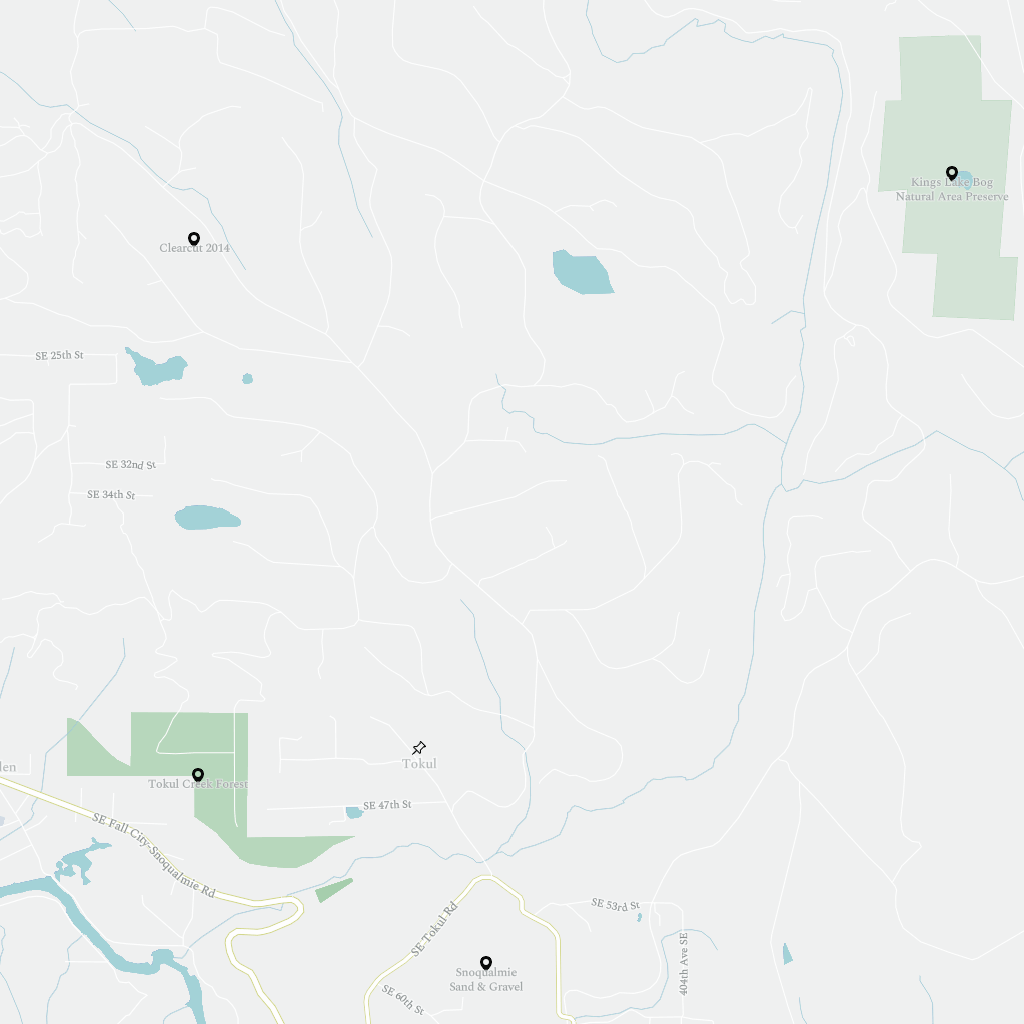 Kings Lake Bog
Natural Area Preserve
Clearcut 2014
SE 25th St
SE 32nd St
SE 34th St
Tokul
Tokul Creek Forest
SE 47th St
SE Fall City-Snoqualmie Rd
SE 53rd St
SE Tokul Rd
404th Ave SE
Snoqualmie
Sand & Gravel
SE 60th St